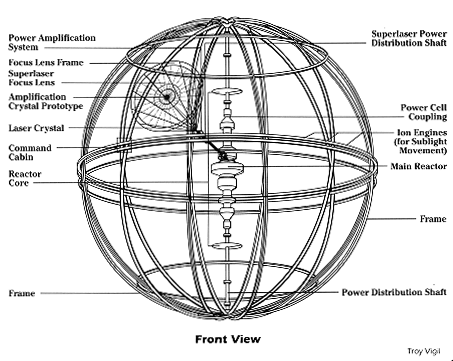 Power Amplification
System
Focus Lens Frame
Superlaser
Focus Lens
Amplification
Crystal Prototype
Laser Crystal
Command
Cabin
Reactor
Core
Frame
Superlaser Power
Distribution Shaft
Power Cell
Coupling
Ion Engines
(for Sublight
Movement)
Main Reactor
Frame
Power Distribution Shaft
Front View
Troy Vigil